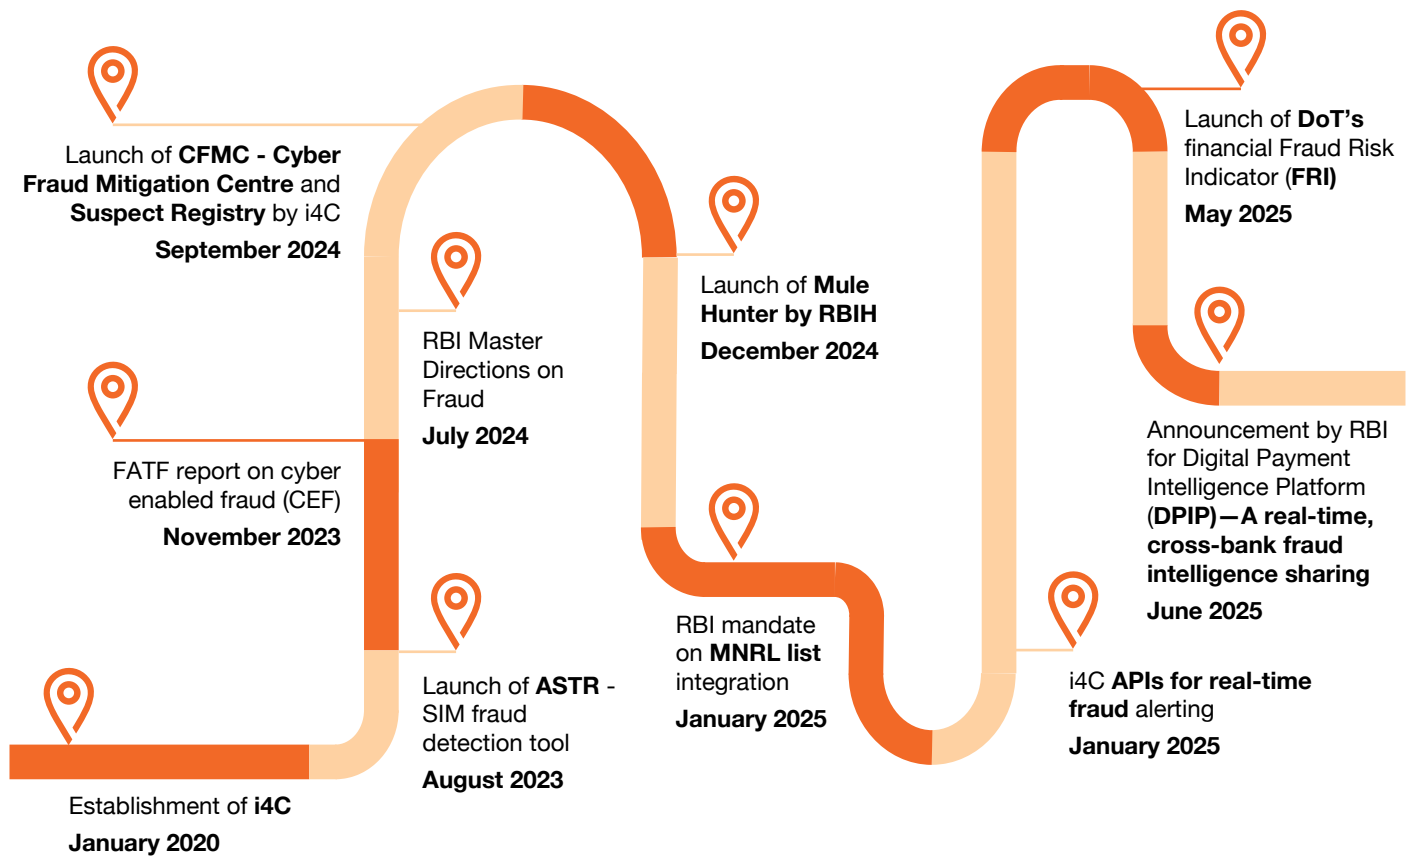 Launch of CFMC - Cyber
Fraud Mitigation Centre and
Suspect Registry by i4C
September 2024
RBI Master
Directions on
Fraud
July 2024
FATF report on cyber
enabled fraud (CEF)
November 2023
Launch of ASTR -
SIM fraud
detection tool
August 2023
Establishment of i4C
January 2020
Launch of Mule
Hunter by RBIH
December 2024
RBI mandate
on MNRL list
integration
January 2025
i4C APIs for real-time
fraud alerting
January 2025
Launch of DoT’s
financial Fraud Risk
Indicator (FRI)
May 2025
Announcement by RBI
for Digital Payment
Intelligence Platform
(DPIP)—A real-time,
cross-bank fraud
intelligence sharing
June 2025